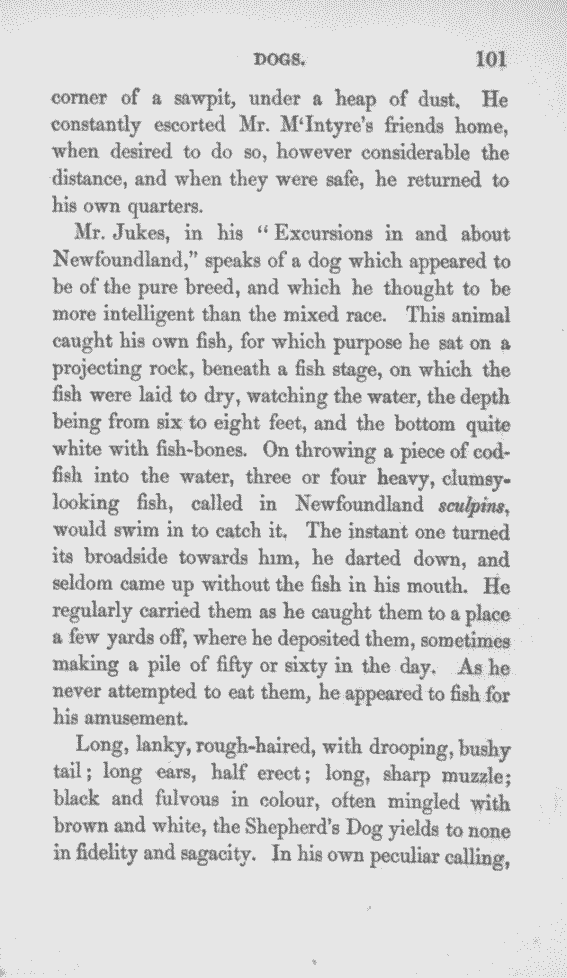 DOGS. 101
corner of a sawpit, under a heap of dust. He
constantly escorted Mr. M‘Intyre's friends home,
when desired to do so, however considerable the
distance, and when they were safe, he returned to
his own quarters.
Mr. Jukes, in his “Excursions in and about
Newfoundland,” speaks of a dog which appeared to
be of the pure breed, and which he thought to be
more intelligent than the mixed race. This animal
caught his own fish, for which purpose he sat on a
projecting rock, beneath a fish stage, on which the
fish were laid to dry, watching the water, the depth
being from six to eight feet, and the bottom quite
white with fish-bones. On throwing a piece of cod-
fish into the water, three or four heavy, clumsy-
looking fish, called in Newfoundland sculpins,
would swim in to catch it. The instant one turned
its broadside towards him, he darted down, and
seldom came up without the fish in his mouth. He
regularly carried them as he caught them to a place
a few yards off, where he deposited them, sometimes
making a pile of fifty or sixty in the day. As he
never attempted to eat them, he appeared to fish for
his amusement.
Long, lanky, rough-haired, with drooping, bushy
tail; long ears, half erect; long, sharp muzzle;
black and fulvous in colour, often mingled with
brown and white, the Shepherd's Dog yields to none
in fidelity and sagacity. In his own peculiar calling,